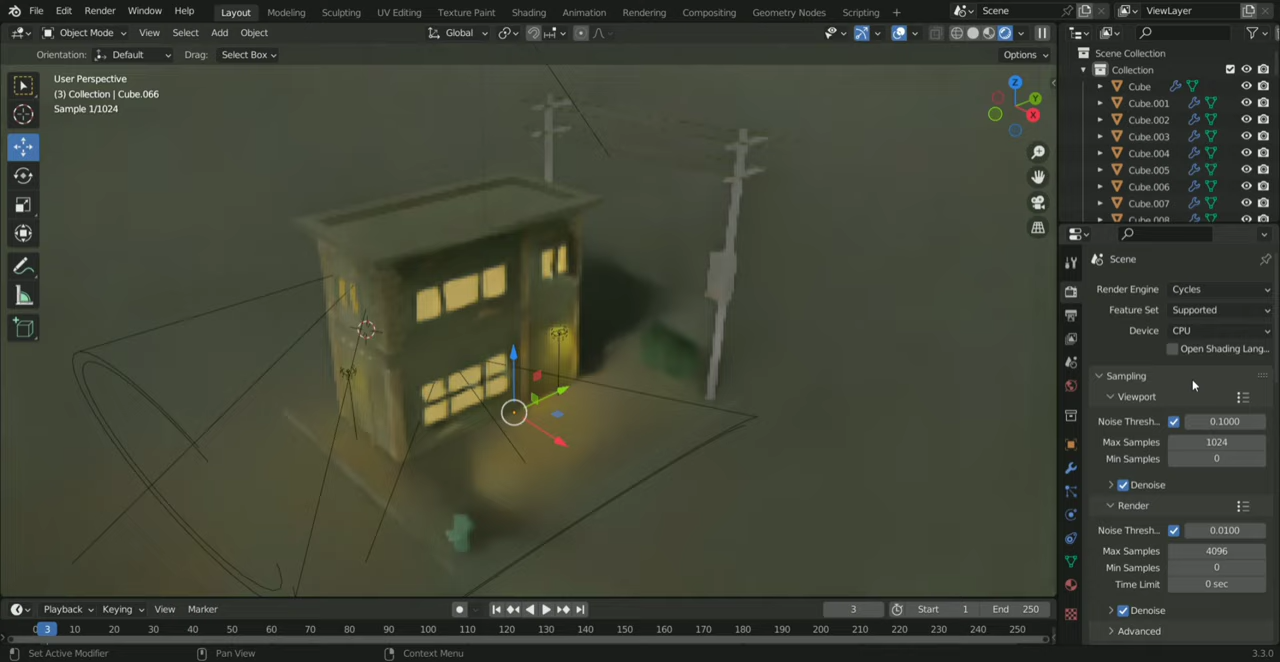 File Edit Render Window Help Layout Modeling Sculpting UV Editing Texture Paint Shading Animation Rendering Compositing Geometry Nodes Scripting + Scene ViewLayer
Object Mode View Select Add Object Global
Orientation: Default Drag: Select Box Options
User Perspective
(3) Collection | Cube.066
Sample 1/1024
Z
Y
X
Scene Collection
Collection
Cube
Cube.001
Cube.002
Cube.003
Cube.004
Cube.005
Cube.006
Cube.007
Cube.008
Scene
Render Engine Cycles
Feature Set Supported
Device CPU
Open Shading Lang...
Sampling
Viewport
Noise Thresh... 0.1000
Max Samples 1024
Min Samples 0
Denoise
Render
Noise Thresh... 0.0100
Max Samples 4096
Min Samples 0
Time Limit 0 sec
Denoise
Advanced
Playback Keying View Marker 3 Start 1 End 250
0 3 10 20 30 40 50 60 70 80 90 100 110 120 130 140 150 160 170 180 190 200 210 220 230 240 250
Set Active Modifier Pan View Context Menu 3.3.0